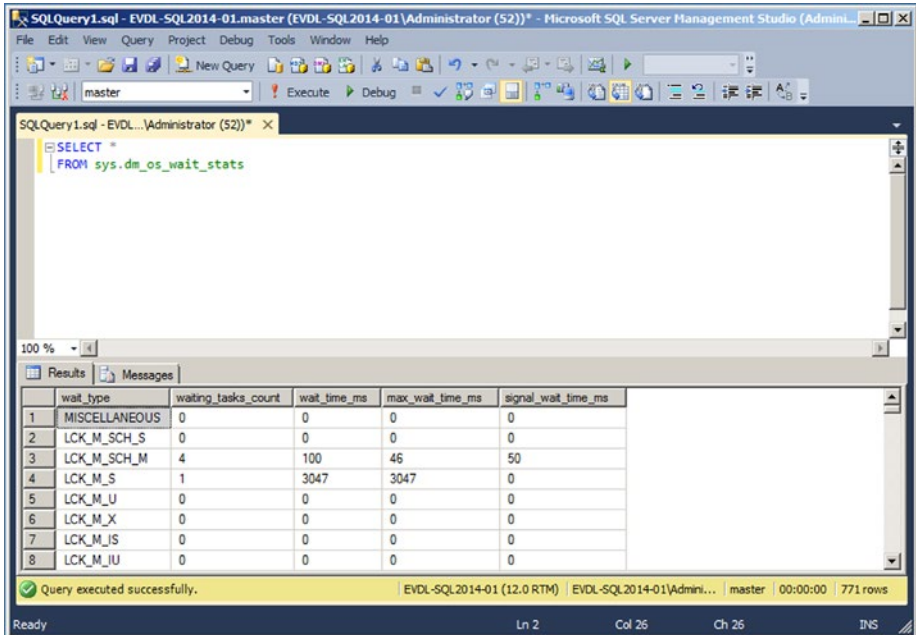 SQLQuery1.sql - EVDL-SQL2014-01.master (EVDL-SQL2014-01\Administrator (52))* - Microsoft SQL Server Management Studio (Admini...
File Edit View Query Project Debug Tools Window Help
New Query
master Execute Debug
SQLQuery1.sql - EVDL...\Administrator (52))*
SELECT *
FROM sys.dm_os_wait_stats
100 %
Results Messages
wait_type waiting_tasks_count wait_time_ms max_wait_time_ms signal_wait_time_ms
1 MISCELLANEOUS 0 0 0 0
2 LCK_M_SCH_S 0 0 0 0
3 LCK_M_SCH_M 4 100 46 50
4 LCK_M_S 1 3047 3047 0
5 LCK_M_U 0 0 0 0
6 LCK_M_X 0 0 0 0
7 LCK_M_IS 0 0 0 0
8 LCK_M_IU 0 0 0 0
Query executed successfully. EVDL-SQL2014-01 (12.0 RTM) EVDL-SQL2014-01\Admini... master 00:00:00 771 rows
Ready Ln 2 Col 26 Ch 26 INS